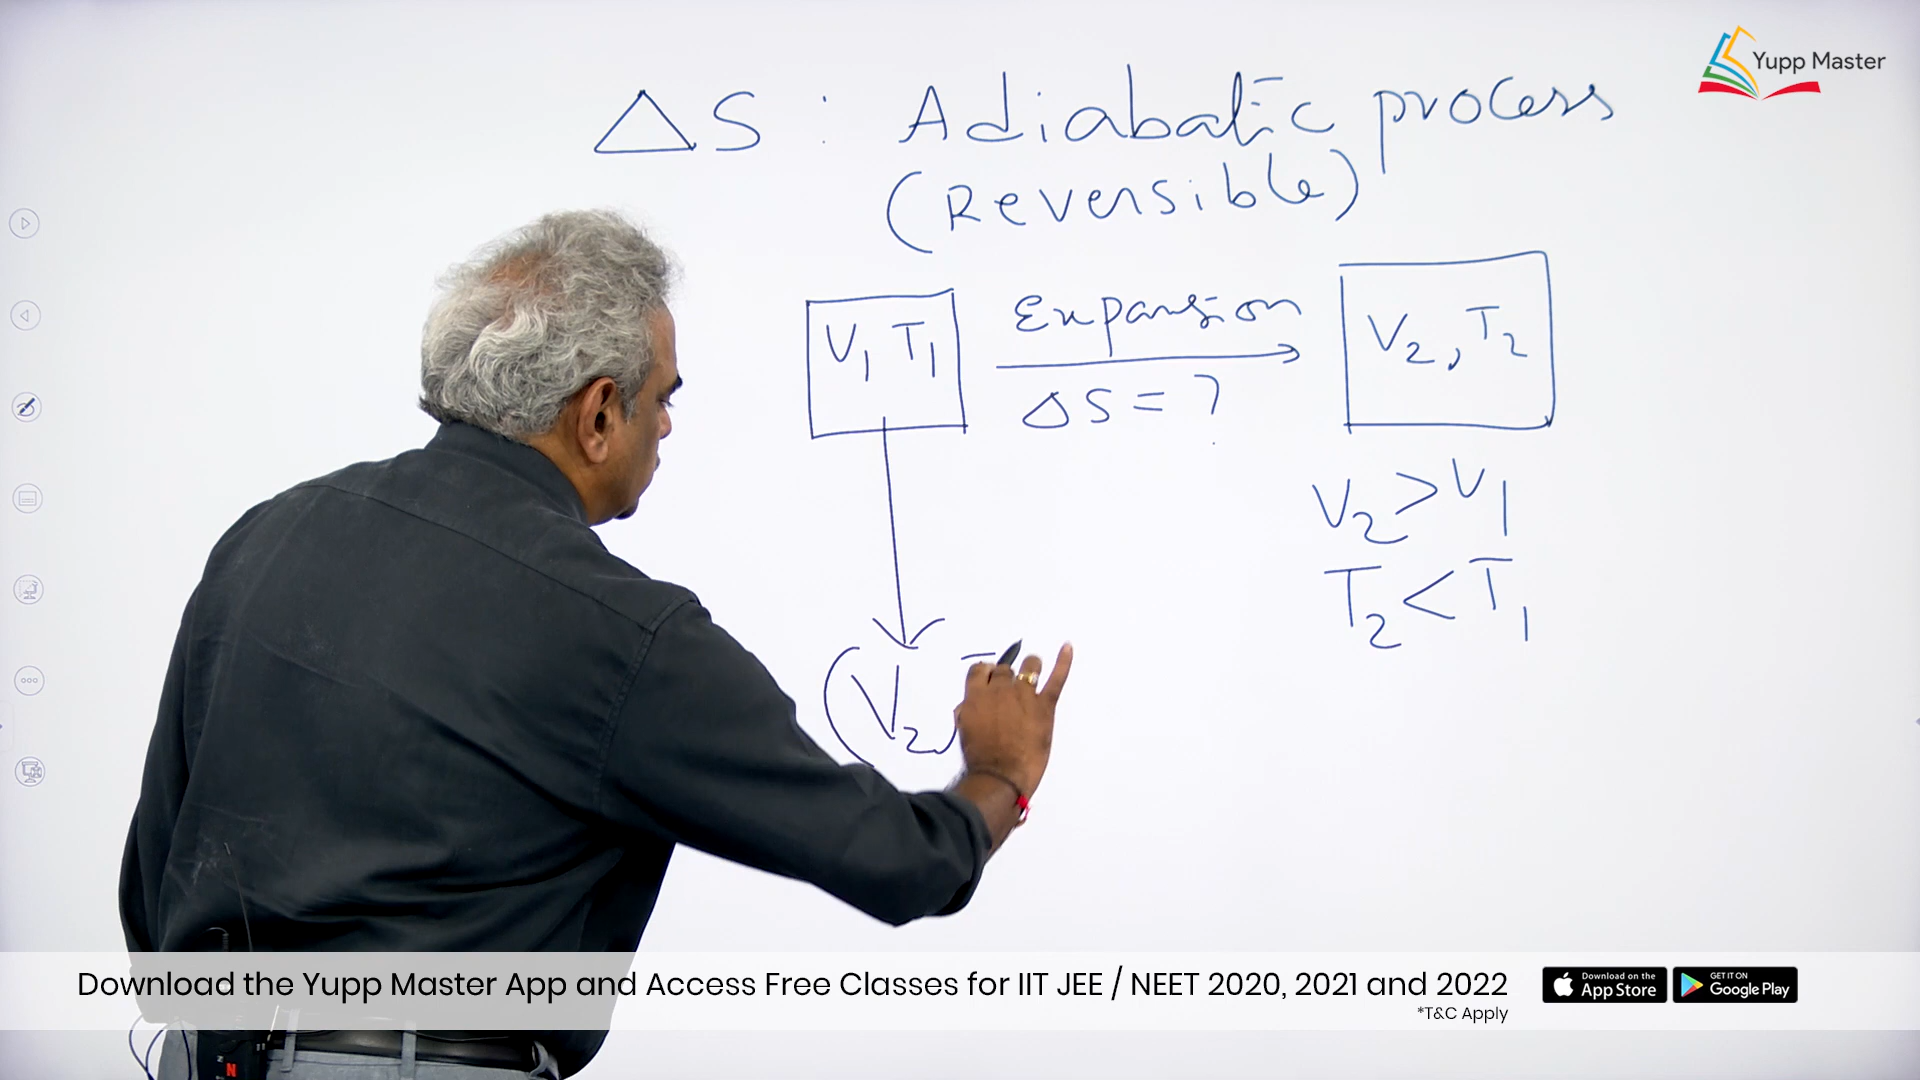 Yupp Master
ΔS : Adiabatic process
(Reversible)
V₁ T₁
Expansion
ΔS = ?
V₂, T₂
V₂ > V₁
T₂ < T₁
(V₂,
Download the Yupp Master App and Access Free Classes for IIT JEE / NEET 2020, 2021 and 2022
*T&C Apply
Download on the
App Store
GET IT ON
Google Play
N